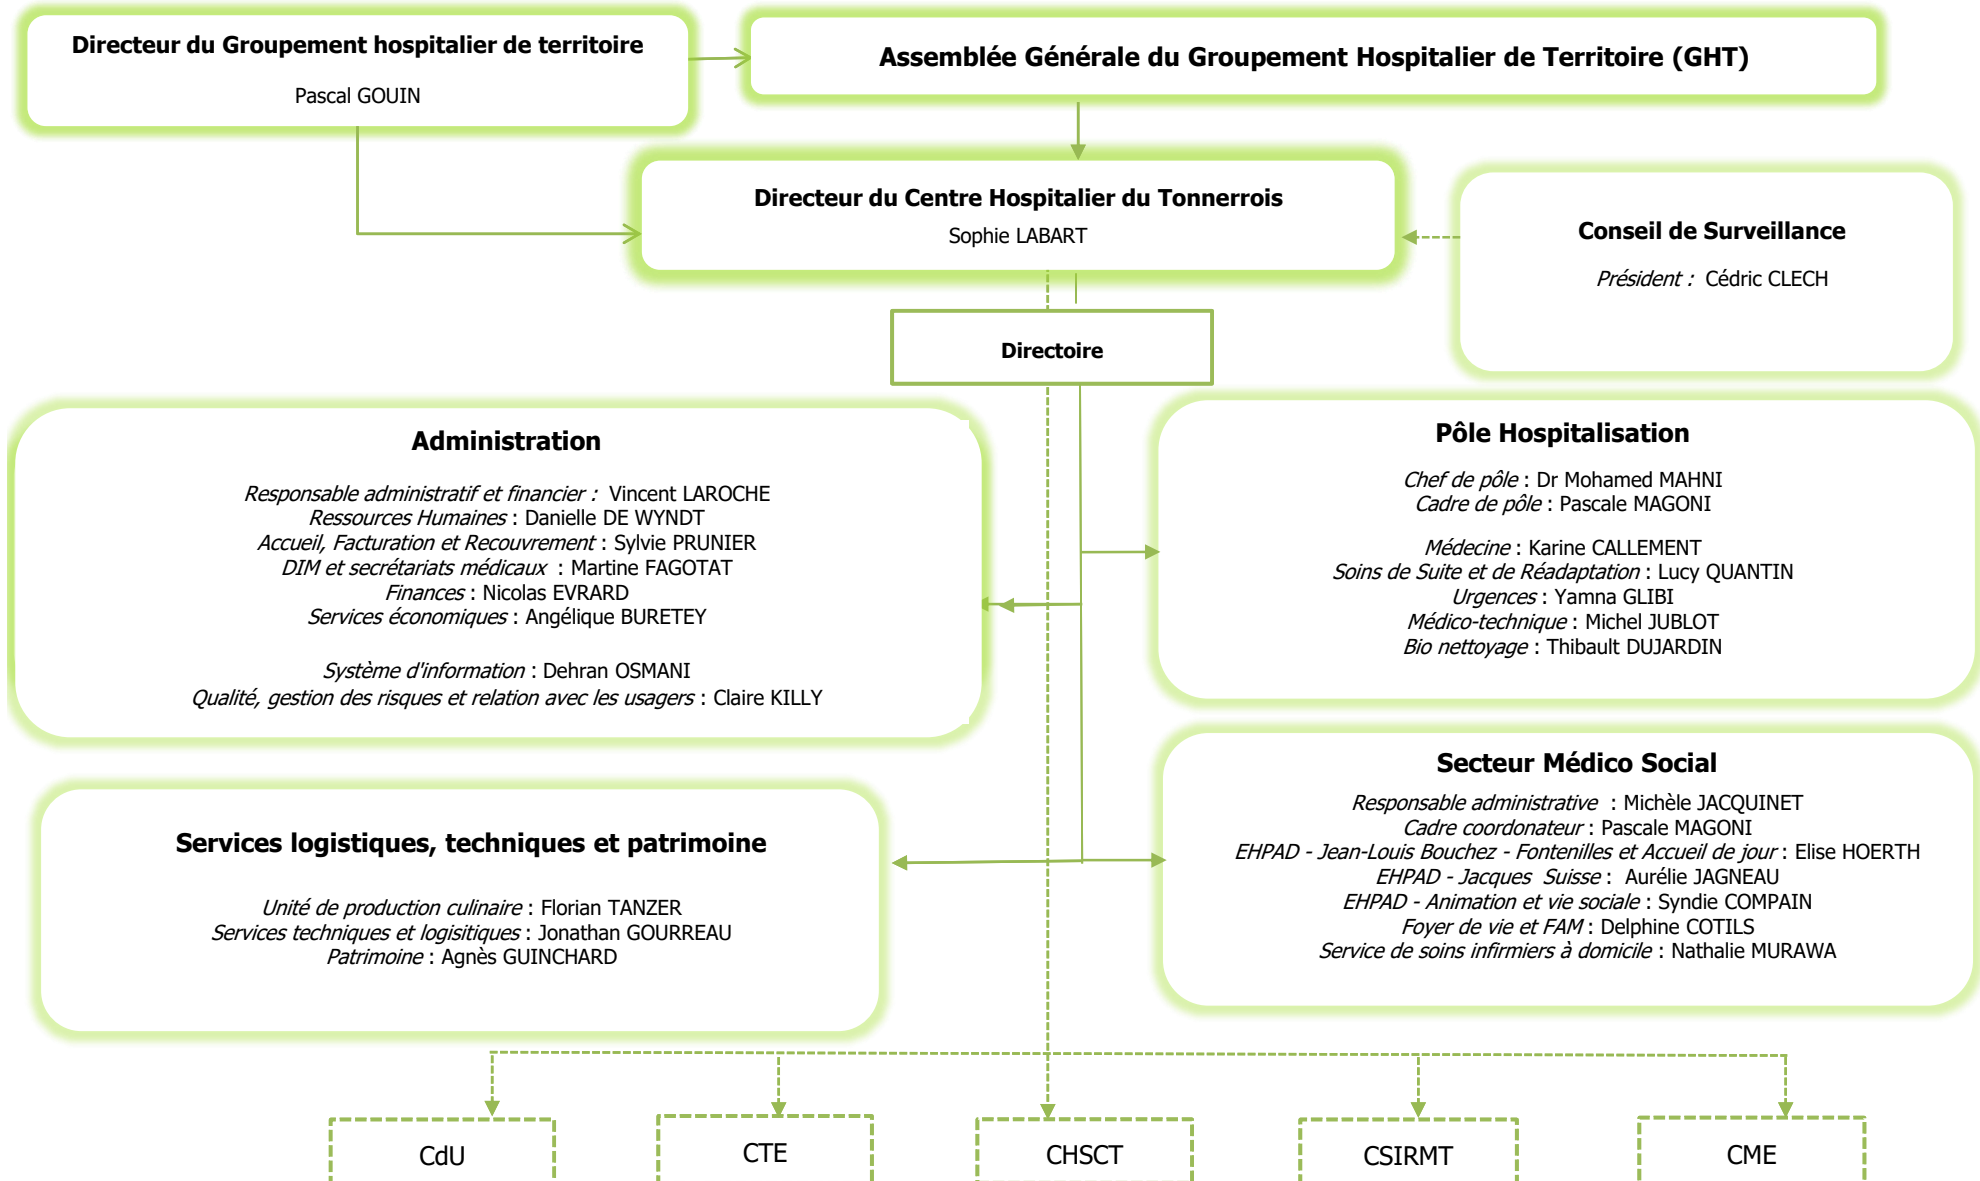 Directeur du Groupement hospitalier de territoire
Pascal GOUIN
Assemblée Générale du Groupement Hospitalier de Territoire (GHT)
Directeur du Centre Hospitalier du Tonnerrois
Sophie LABART
Conseil de Surveillance
Président : Cédric CLECH
Directoire
Administration
Responsable administratif et financier : Vincent LAROCHE
Ressources Humaines : Danielle DE WYNDT
Accueil, Facturation et Recouvrement : Sylvie PRUNIER
DIM et secrétariats médicaux : Martine FAGOTAT
Finances : Nicolas EVRARD
Services économiques : Angélique BURETEY
Système d'information : Dehran OSMANI
Qualité, gestion des risques et relation avec les usagers : Claire KILLY
Pôle Hospitalisation
Chef de pôle : Dr Mohamed MAHNI
Cadre de pôle : Pascale MAGONI
Médecine : Karine CALLEMENT
Soins de Suite et de Réadaptation : Lucy QUANTIN
Urgences : Yamna GLIBI
Médico-technique : Michel JUBLOT
Bio nettoyage : Thibault DUJARDIN
Services logistiques, techniques et patrimoine
Unité de production culinaire : Florian TANZER
Services techniques et logisitiques : Jonathan GOURREAU
Patrimoine : Agnès GUINCHARD
Secteur Médico Social
Responsable administrative : Michèle JACQUINET
Cadre coordonateur : Pascale MAGONI
EHPAD - Jean-Louis Bouchez - Fontenilles et Accueil de jour : Elise HOERTH
EHPAD - Jacques Suisse : Aurélie JAGNEAU
EHPAD - Animation et vie sociale : Syndie COMPAIN
Foyer de vie et FAM : Delphine COTILS
Service de soins infirmiers à domicile : Nathalie MURAWA
CdU
CTE
CHSCT
CSIRMT
CME